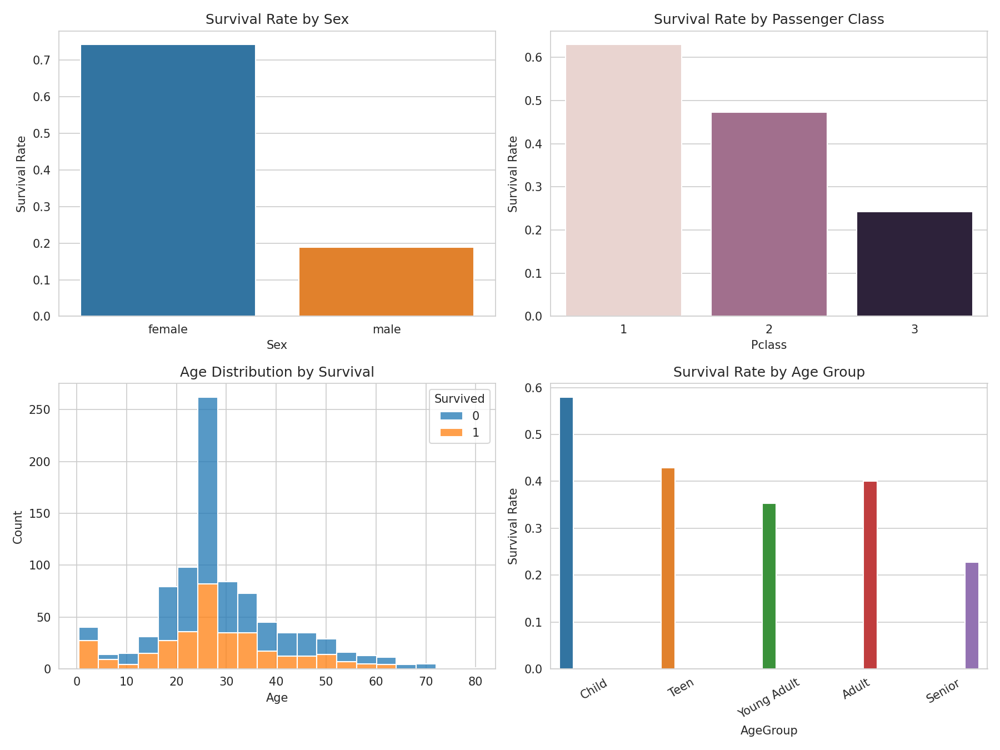 Survival Rate by Sex
Survival Rate
0.7
0.6
0.5
0.4
0.3
0.2
0.1
0.0
female male
Sex
Survival Rate by Passenger Class
Survival Rate
0.6
0.5
0.4
0.3
0.2
0.1
0.0
1 2 3
Pclass
Age Distribution by Survival
Count
250
200
150
100
50
0
Survived
0
1
0 10 20 30 40 50 60 70 80
Age
Survival Rate by Age Group
Survival Rate
0.6
0.5
0.4
0.3
0.2
0.1
0.0
Child Teen Young Adult Adult Senior
AgeGroup